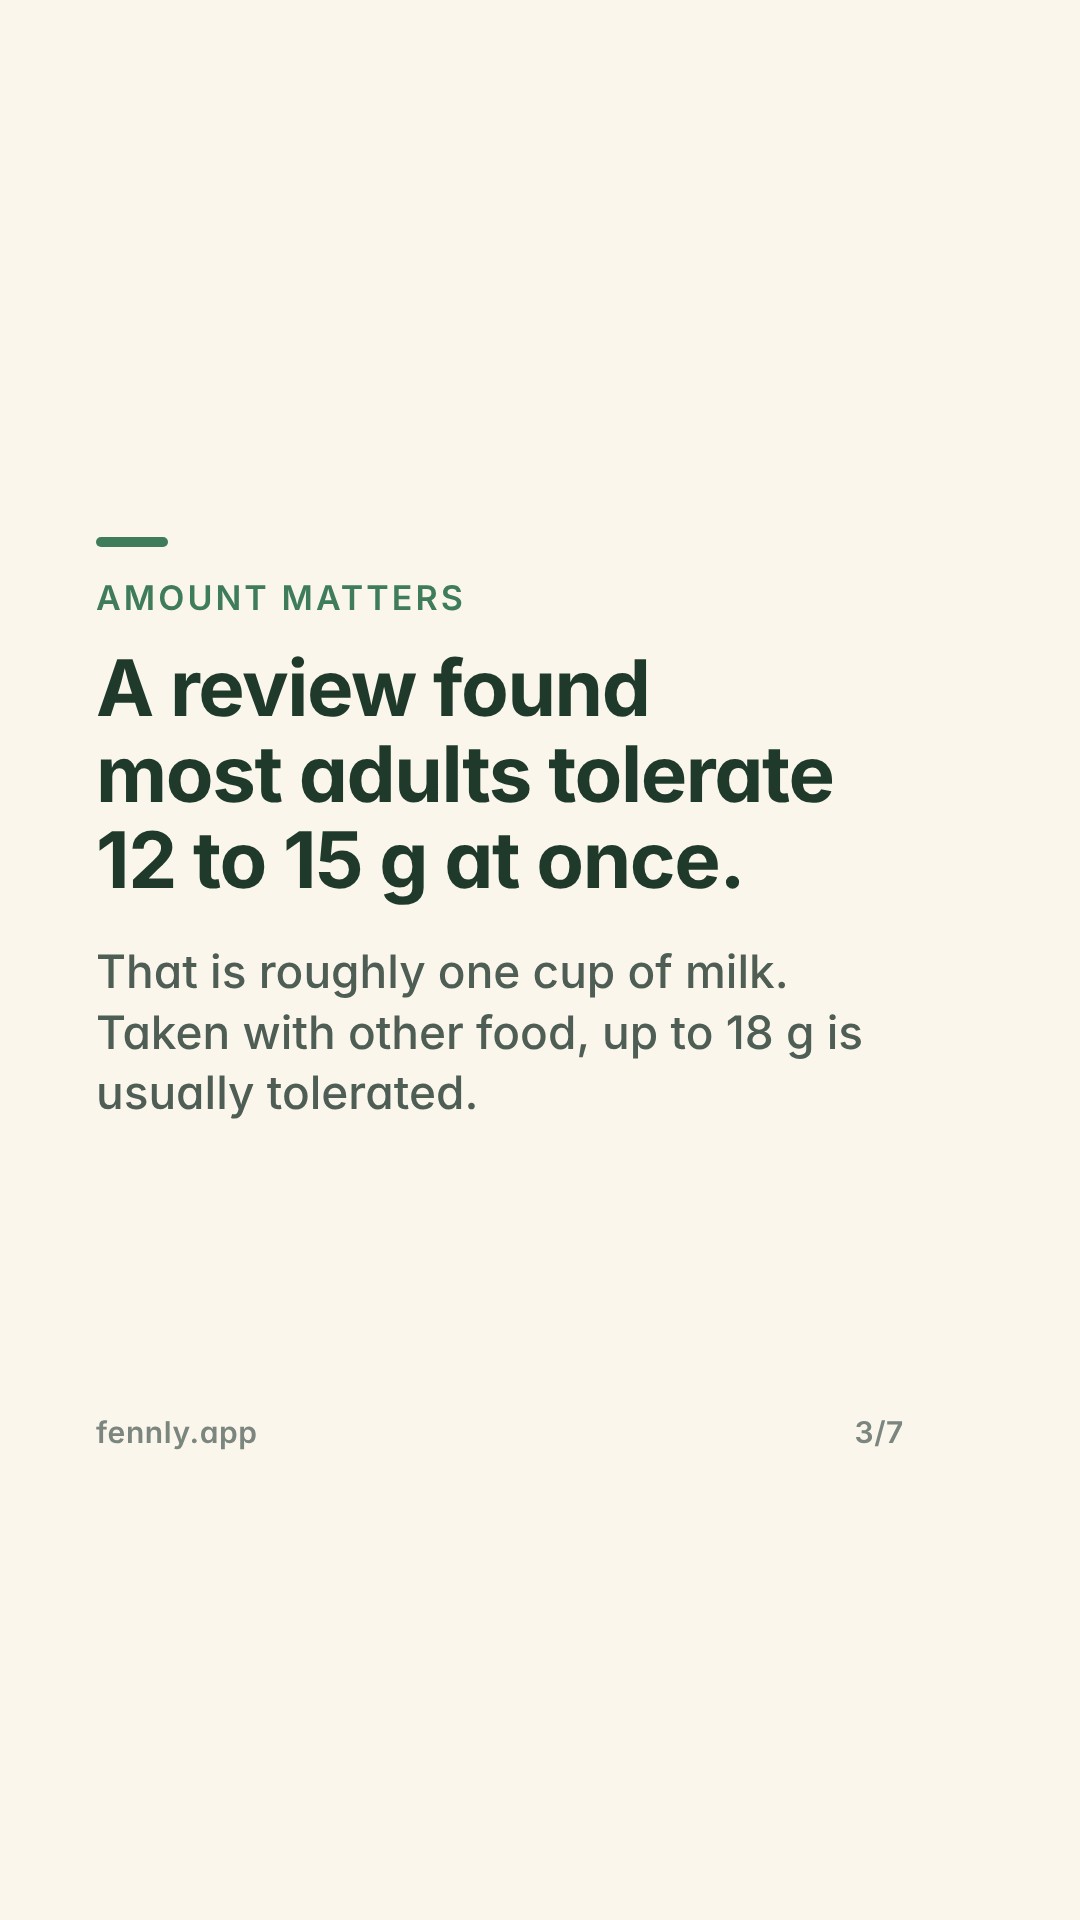 AMOUNT MATTERS
A review found
most adults tolerate
12 to 15 g at once.
That is roughly one cup of milk.
Taken with other food, up to 18 g is
usually tolerated.
fennly.app
3/7